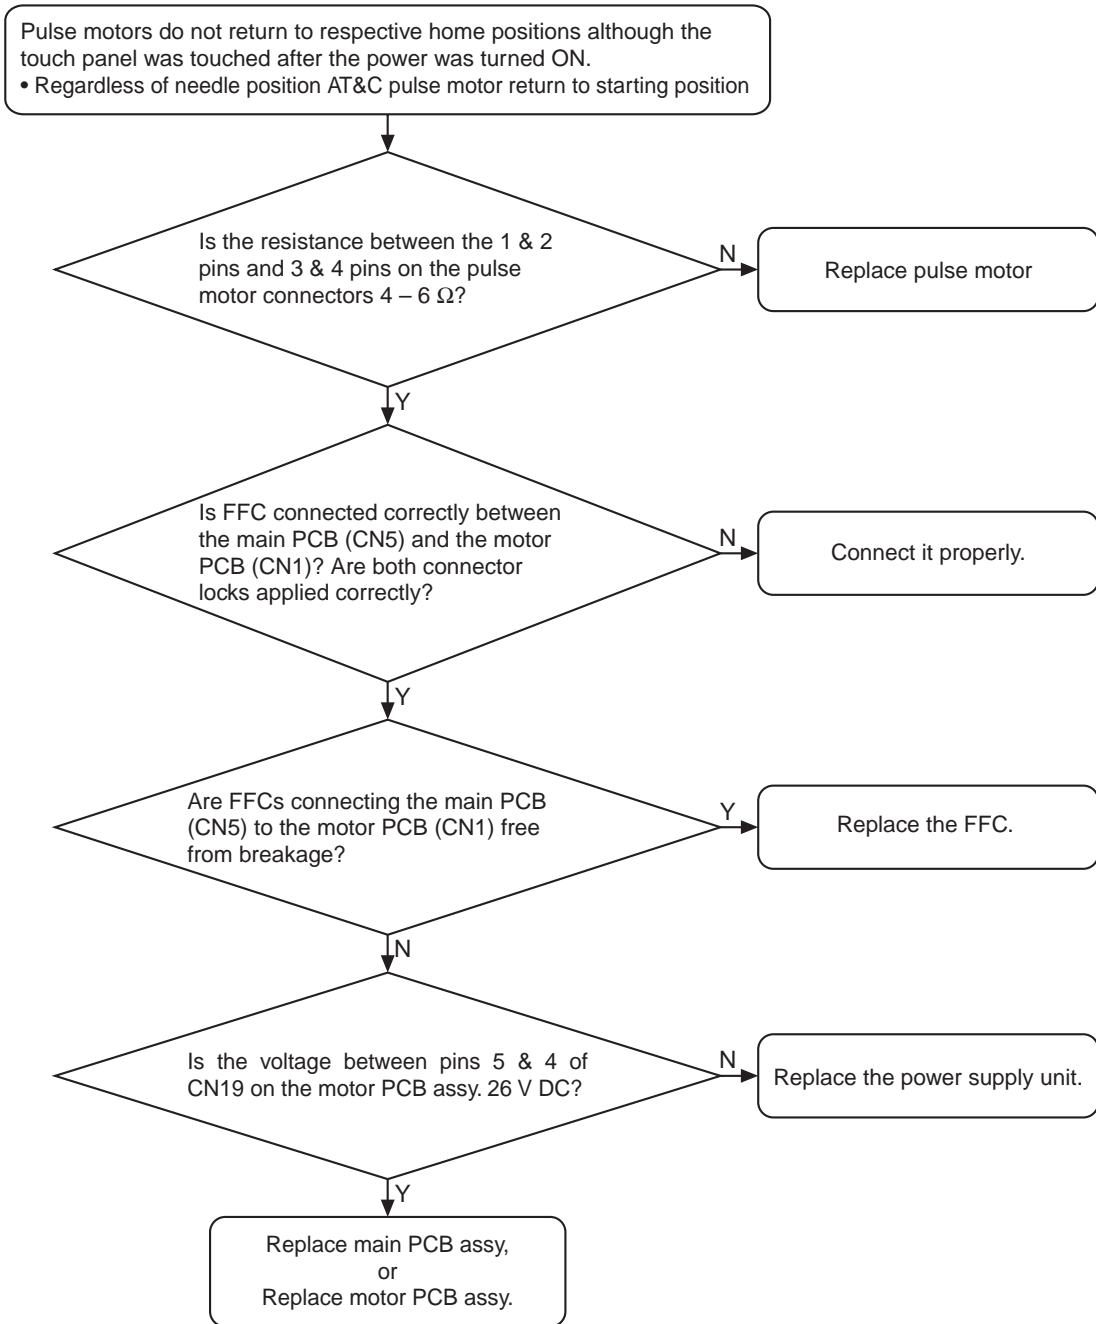 Pulse motors do not return to respective home positions although the
touch panel was touched after the power was turned ON.
• Regardless of needle position AT&C pulse motor return to starting position
Is the resistance between the 1 & 2
pins and 3 & 4 pins on the pulse
motor connectors 4 – 6 Ω?
N
Replace pulse motor
Y
Is FFC connected correctly between
the main PCB (CN5) and the motor
PCB (CN1)? Are both connector
locks applied correctly?
N
Connect it properly.
Y
Are FFCs connecting the main PCB
(CN5) to the motor PCB (CN1) free
from breakage?
Y
Replace the FFC.
N
Is the voltage between pins 5 & 4 of
CN19 on the motor PCB assy. 26 V DC?
N
Replace the power supply unit.
Y
Replace main PCB assy,
or
Replace motor PCB assy.